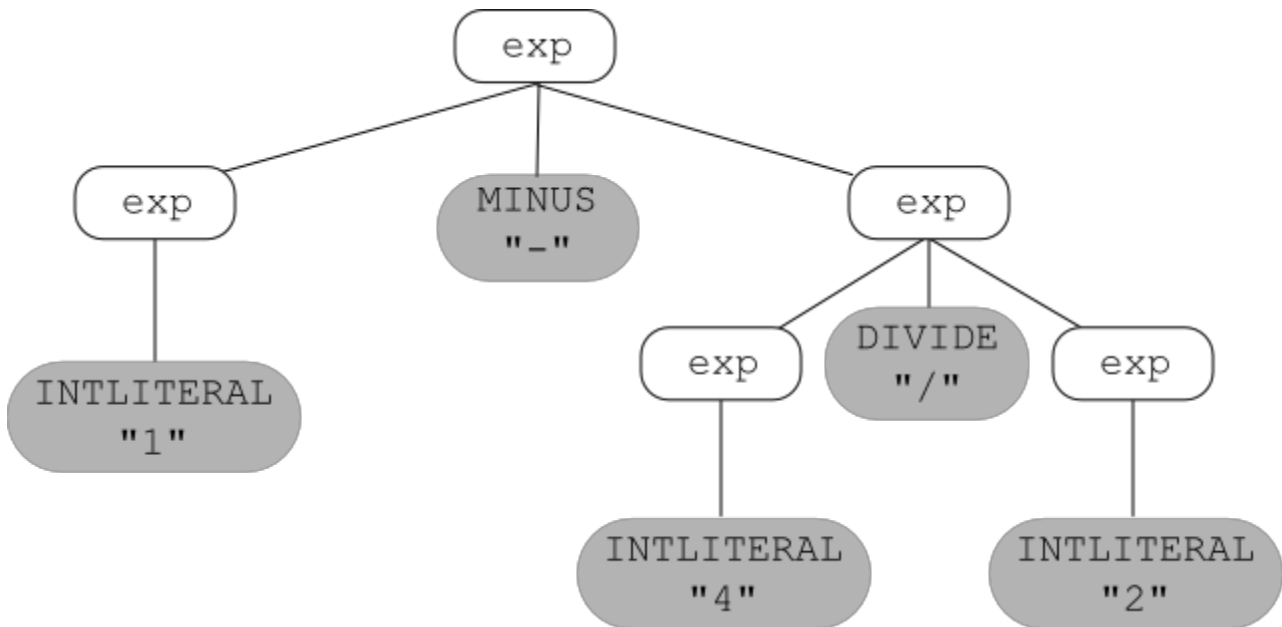 exp
exp
MINUS
"-"
exp
exp
DIVIDE
"/"
exp
INTLITERAL
"1"
INTLITERAL
"4"
INTLITERAL
"2"